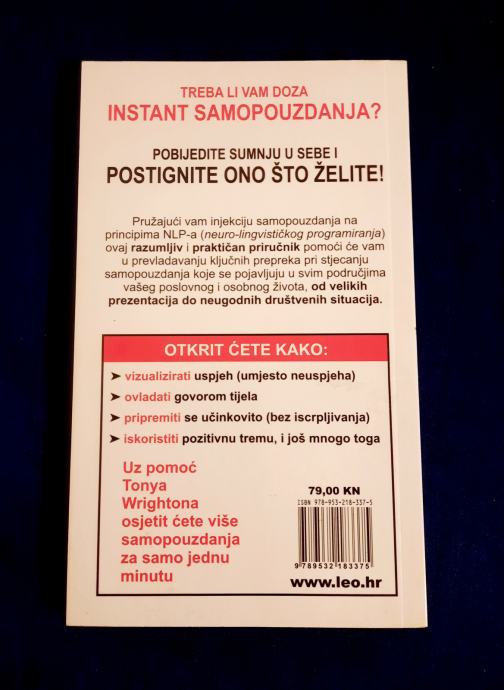 TREBA LI VAM DOZA
INSTANT SAMOPOUZDANJA?
POBIJEDITE SUMNJU U SEBE I
POSTIGNITE ONO ŠTO ŽELITE!
Pružajući vam injekciju samopouzdanja na
principima NLP-a (neuro-lingvističkog programiranja)
ovaj razumljiv i praktičan priručnik pomoći će vam
u prevladavanju ključnih prepreka pri stjecanju
samopouzdanja koje se pojavljuju u svim područjima
vašeg poslovnog i osobnog života, od velikih
prezentacija do neugodnih društvenih situacija.
OTKRIT ĆETE KAKO:
➤ vizualizirati uspjeh (umjesto neuspjeha)
➤ ovladati govorom tijela
➤ pripremiti se učinkovito (bez iscrpljivanja)
➤ iskoristiti pozitivnu tremu, i još mnogo toga
Uz pomoć
Tonya
Wrightona
osjetit ćete više
samopouzdanja
za samo jednu
minutu
79,00 KN
ISBN 978-953-218-337-5
9 789532 183375
www.leo.hr